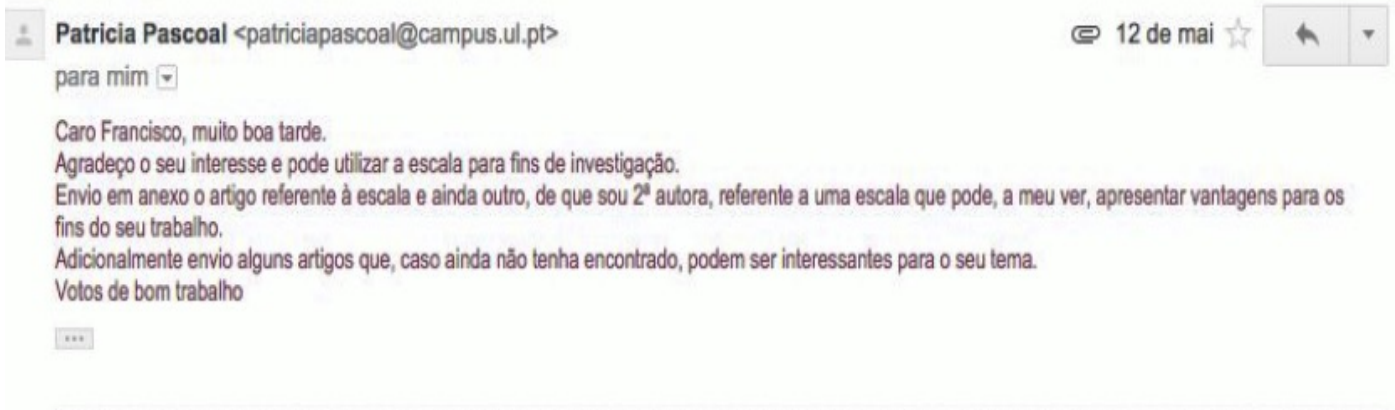 Patricia Pascoal <patriciapascoal@campus.ul.pt> 12 de mai
para mim
Caro Francisco, muito boa tarde.
Agradeço o seu interesse e pode utilizar a escala para fins de investigação.
Envio em anexo o artigo referente à escala e ainda outro, de que sou 2ª autora, referente a uma escala que pode, a meu ver, apresentar vantagens para os
fins do seu trabalho.
Adicionalmente envio alguns artigos que, caso ainda não tenha encontrado, podem ser interessantes para o seu tema.
Votos de bom trabalho